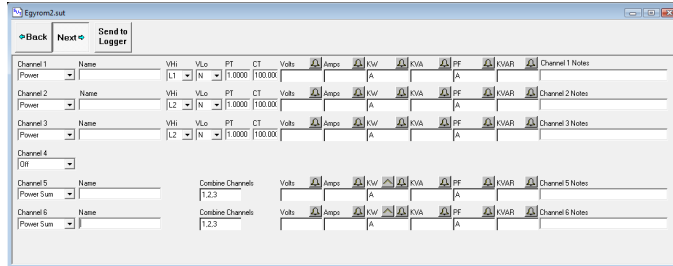 Egyrom2.sut
Back Next Send to Logger
Channel 1 Name VHi VLo PT CT Volts Amps KW KVA PF KVAR Channel 1 Notes
Power L1 N 1.0000 100.00( A A
Channel 2 Name VHi VLo PT CT Volts Amps KW KVA PF KVAR Channel 2 Notes
Power L2 N 1.0000 100.00( A A
Channel 3 Name VHi VLo PT CT Volts Amps KW KVA PF KVAR Channel 3 Notes
Power L2 N 1.0000 100.00( A A
Channel 4
Off
Channel 5 Name Combine Channels Volts Amps KW KVA PF KVAR Channel 5 Notes
Power Sum 1,2,3 A A
Channel 6 Name Combine Channels Volts Amps KW KVA PF KVAR Channel 6 Notes
Power Sum 1,2,3 A A